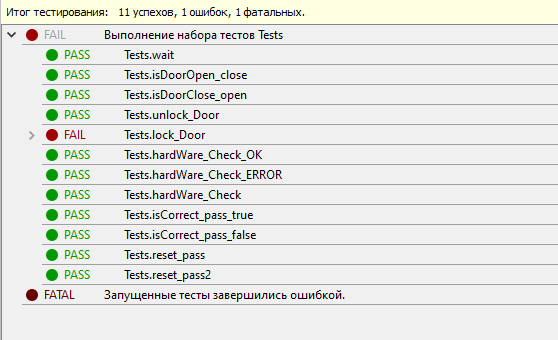 Итог тестирования: 11 успехов, 1 ошибок, 1 фатальных.
FAIL Выполнение набора тестов Tests
PASS Tests.wait
PASS Tests.isDoorOpen_close
PASS Tests.isDoorClose_open
PASS Tests.unlock_Door
FAIL Tests.lock_Door
PASS Tests.hardWare_Check_OK
PASS Tests.hardWare_Check_ERROR
PASS Tests.hardWare_Check
PASS Tests.isCorrect_pass_true
PASS Tests.isCorrect_pass_false
PASS Tests.reset_pass
PASS Tests.reset_pass2
FATAL Запущенные тесты завершились ошибкой.